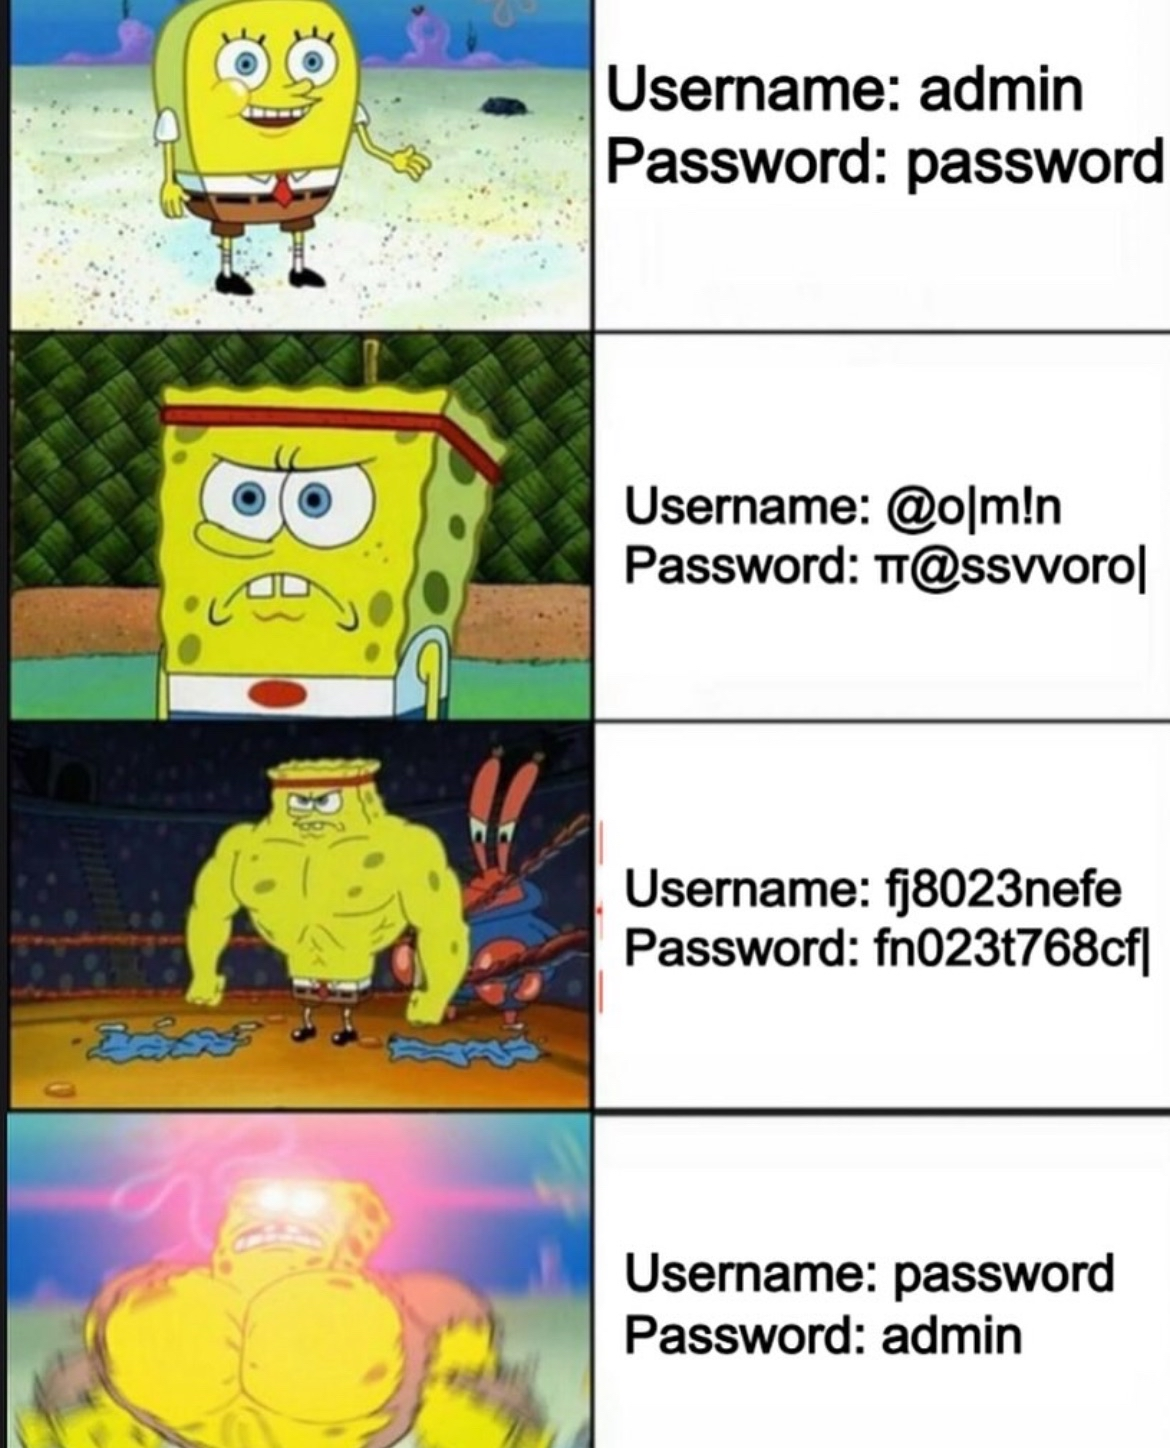 Username: admin
Password: password
Username: @o|m!n
Password: π@ssvvoro|
Username: fj8023nefe
Password: fn023t768cf|
Username: password
Password: admin